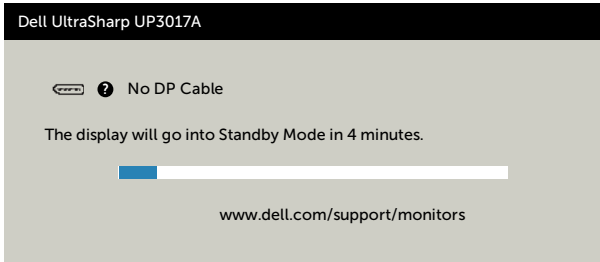 Dell UltraSharp UP3017A
? No DP Cable
The display will go into Standby Mode in 4 minutes.
www.dell.com/support/monitors